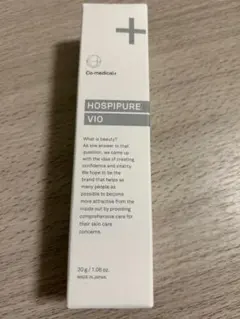 Co-medical+
HOSPIPURE
VIO
What is beauty?
As one answer to that
question, we came up
with the idea of creating
confidence and vitality.
We hope to be the
brand that helps as
many people as
possible to become
more attractive from the
inside out by providing
comprehensive care for
their skin care
concerns.
30g / 1.06 oz.
MADE IN JAPAN